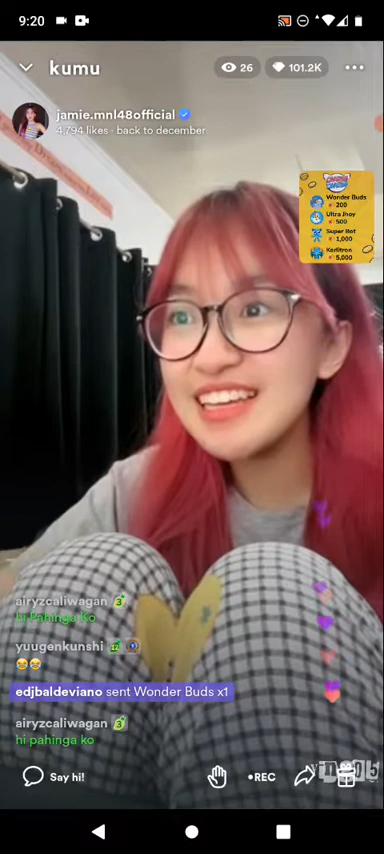 9:20
kumu
26
101.2K
jamie.mnl48official
4,794 likes · back to december
Wonder Buds
200
Ultra Jhoy
500
Super Bot
1,000
Kerlitron
5,000
airyzcaliwagan
hi Pahinga Ko
yuugenkunshi
edjbaldeviano sent Wonder Buds x1
airyzcaliwagan
hi pahinga ko
Say hi!
•REC